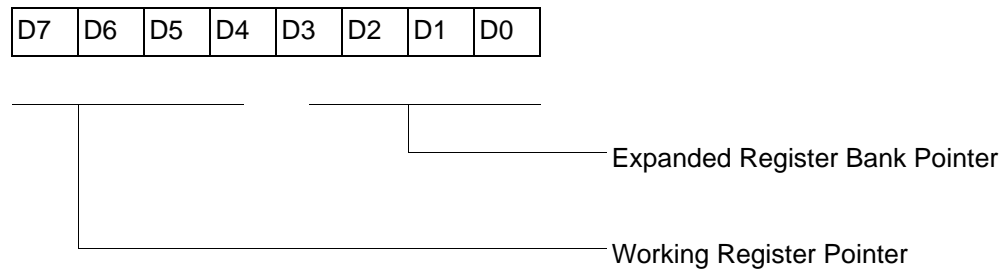 D7 D6 D5 D4 D3 D2 D1 D0
Expanded Register Bank Pointer
Working Register Pointer